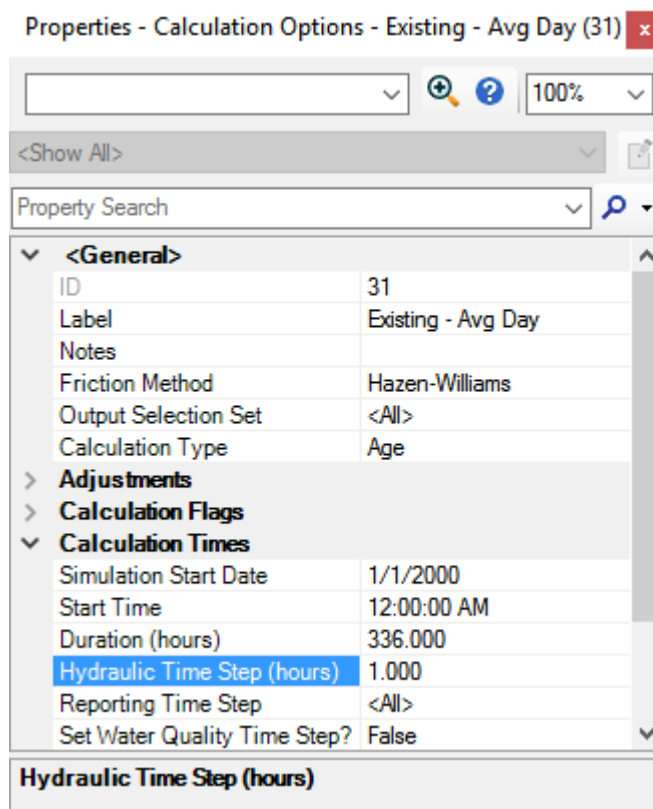 Properties - Calculation Options - Existing - Avg Day (31) x
100%
<Show All>
Property Search
<General>
ID 31
Label Existing - Avg Day
Notes
Friction Method Hazen-Williams
Output Selection Set <All>
Calculation Type Age
Adjustments
Calculation Flags
Calculation Times
Simulation Start Date 1/1/2000
Start Time 12:00:00 AM
Duration (hours) 336.000
Hydraulic Time Step (hours) 1.000
Reporting Time Step <All>
Set Water Quality Time Step? False
Hydraulic Time Step (hours)